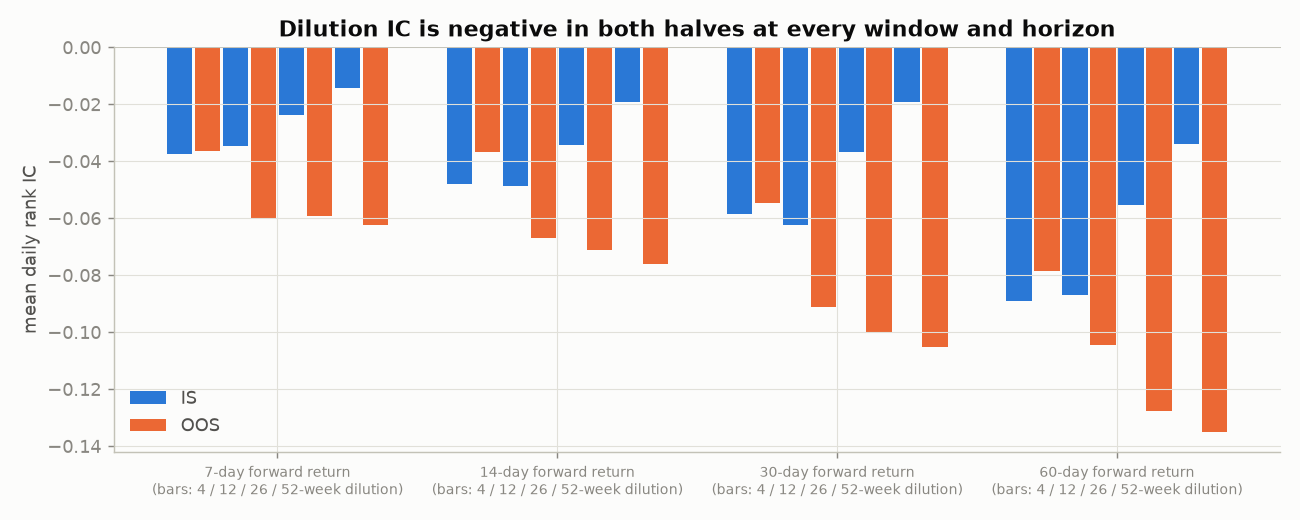 Dilution IC is negative in both halves at every window and horizon
mean daily rank IC
0.00
−0.02
−0.04
−0.06
−0.08
−0.10
−0.12
−0.14
IS
OOS
7-day forward return
(bars: 4 / 12 / 26 / 52-week dilution)
14-day forward return
(bars: 4 / 12 / 26 / 52-week dilution)
30-day forward return
(bars: 4 / 12 / 26 / 52-week dilution)
60-day forward return
(bars: 4 / 12 / 26 / 52-week dilution)